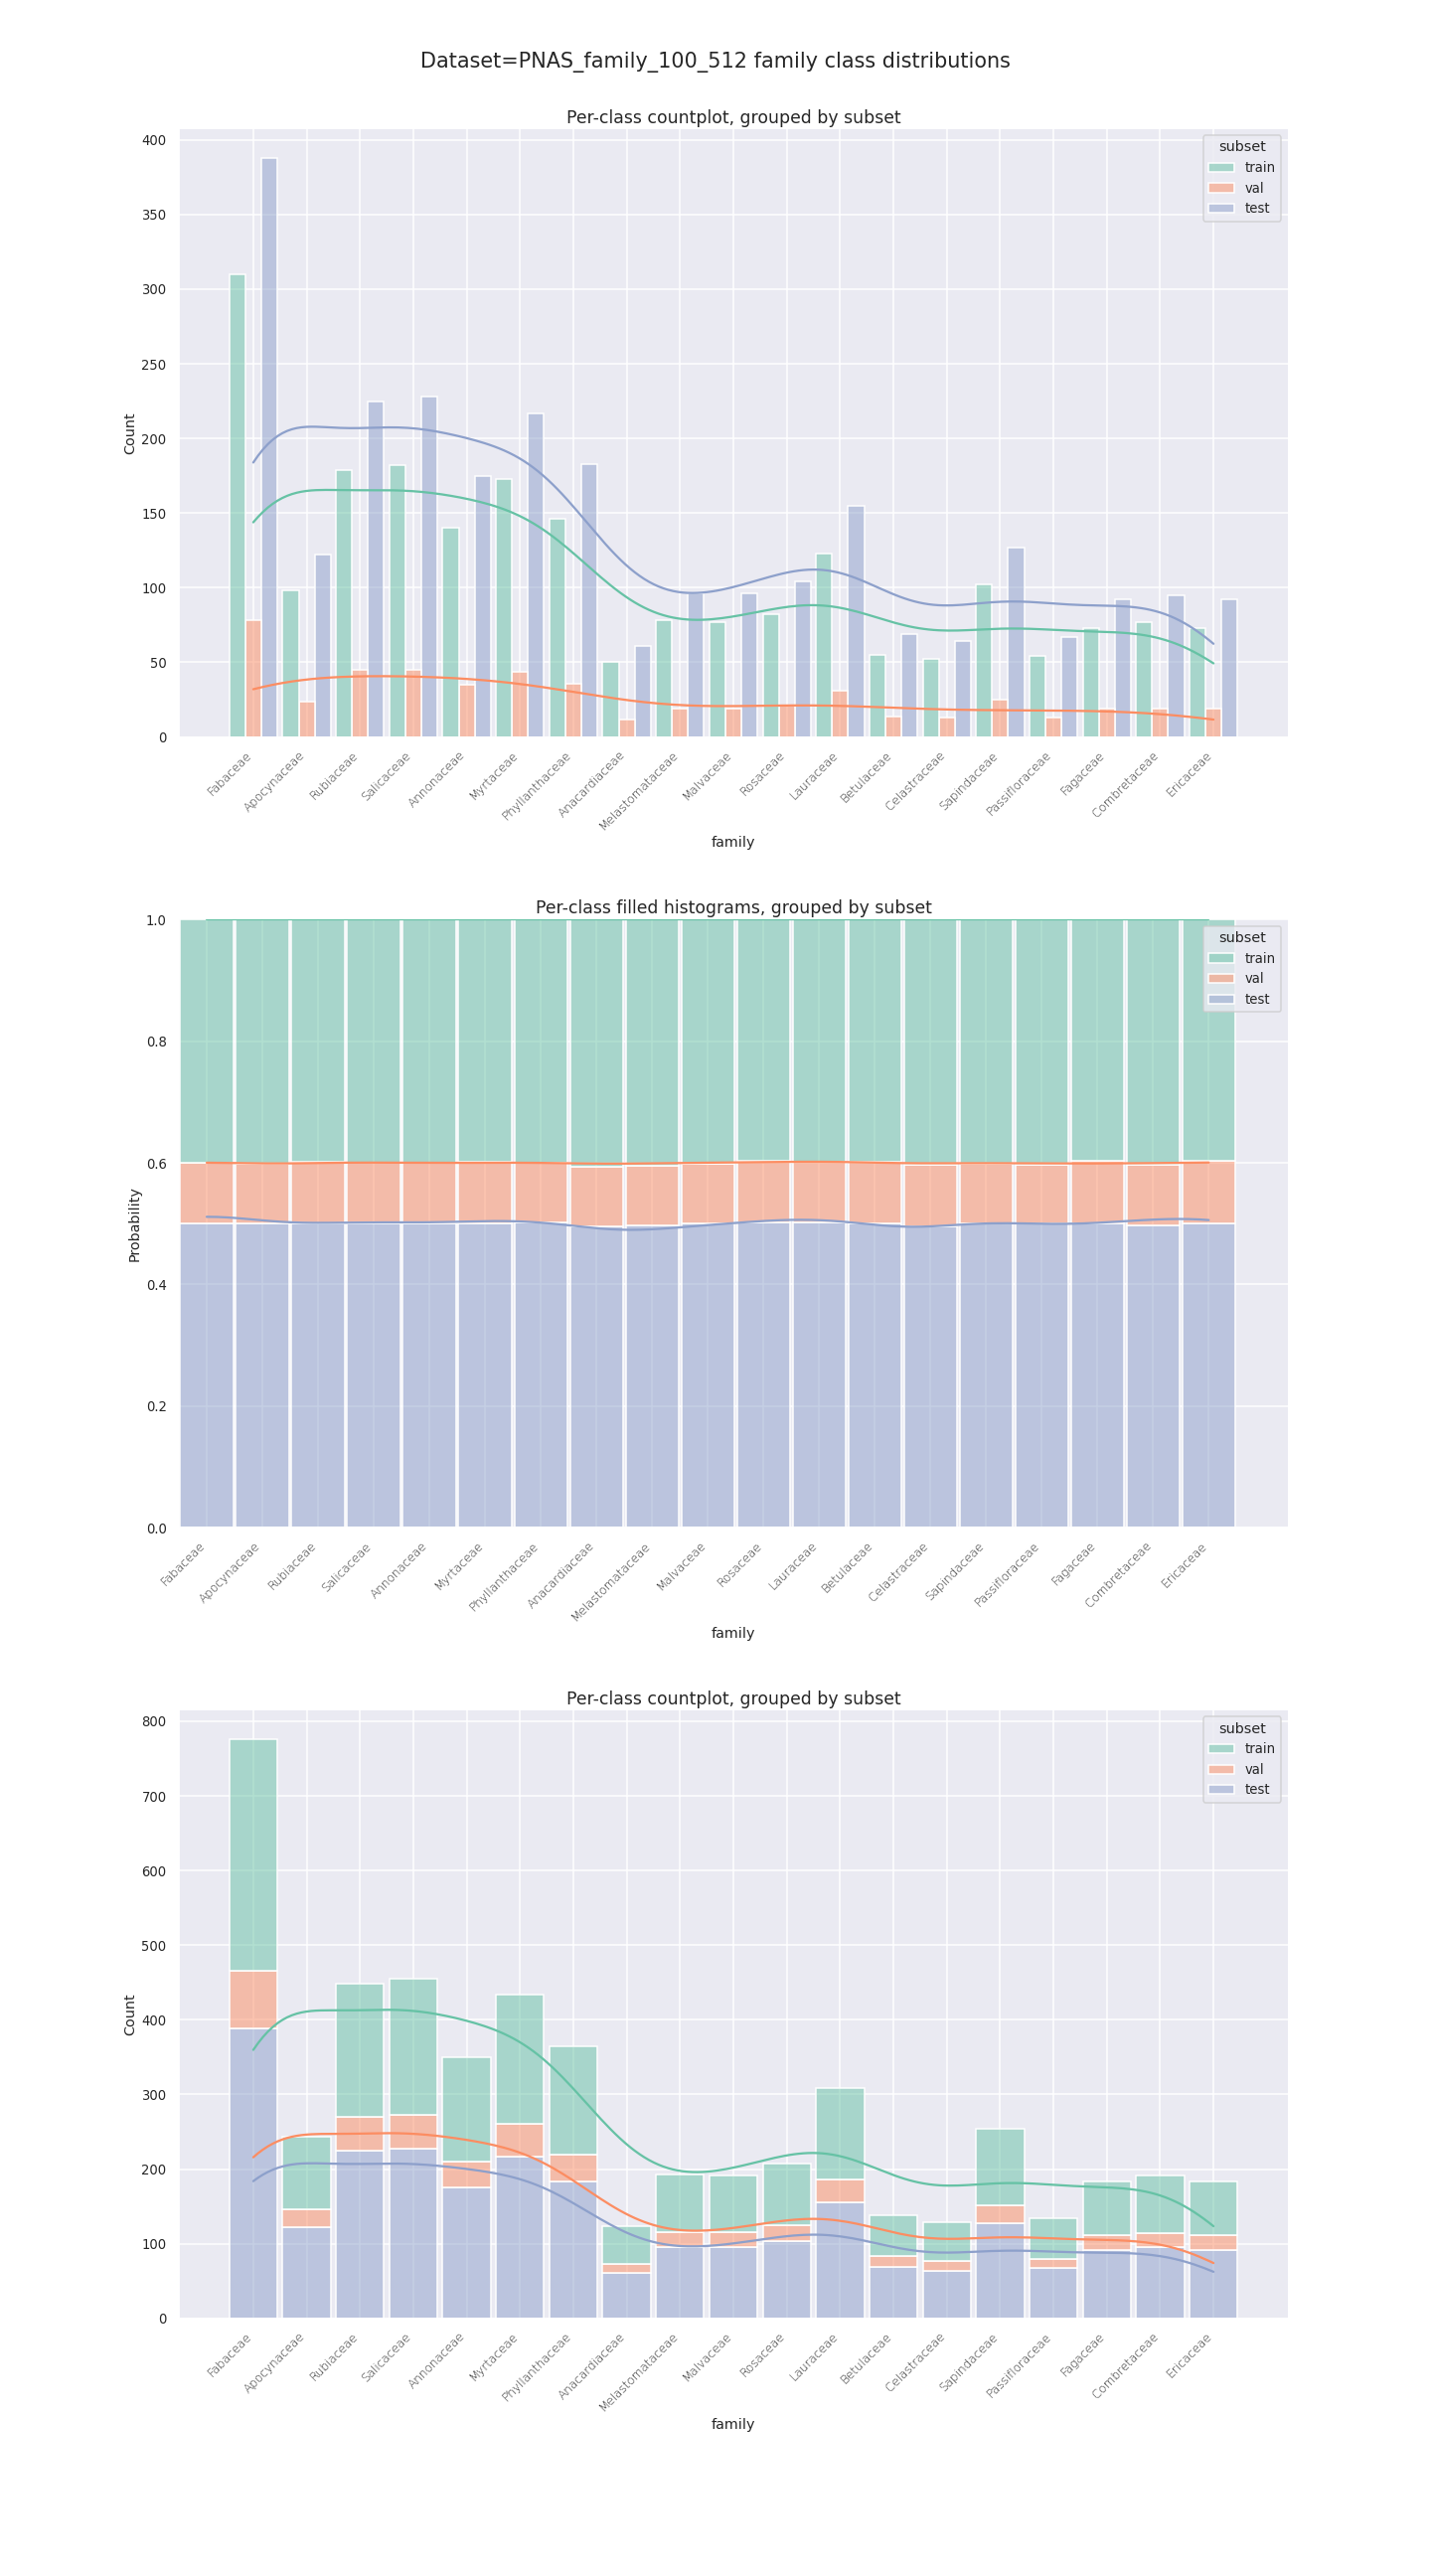 Dataset=PNAS_family_100_512 family class distributions
Per-class countplot, grouped by subset
400
350
300
250
200
150
100
50
0
Count
subset
train
val
test
Fabaceae
Apocynaceae
Rubiaceae
Salicaceae
Annonaceae
Myrtaceae
Phyllanthaceae
Anacardiaceae
Melastomataceae
Malvaceae
Rosaceae
Lauraceae
Betulaceae
Celastraceae
Sapindaceae
Passifloraceae
Fagaceae
Combretaceae
Ericaceae
family
Per-class filled histograms, grouped by subset
1.0
0.8
0.6
0.4
0.2
0.0
Probability
subset
train
val
test
Fabaceae
Apocynaceae
Rubiaceae
Salicaceae
Annonaceae
Myrtaceae
Phyllanthaceae
Anacardiaceae
Melastomataceae
Malvaceae
Rosaceae
Lauraceae
Betulaceae
Celastraceae
Sapindaceae
Passifloraceae
Fagaceae
Combretaceae
Ericaceae
family
Per-class countplot, grouped by subset
800
700
600
500
400
300
200
100
0
Count
subset
train
val
test
Fabaceae
Apocynaceae
Rubiaceae
Salicaceae
Annonaceae
Myrtaceae
Phyllanthaceae
Anacardiaceae
Melastomataceae
Malvaceae
Rosaceae
Lauraceae
Betulaceae
Celastraceae
Sapindaceae
Passifloraceae
Fagaceae
Combretaceae
Ericaceae
family